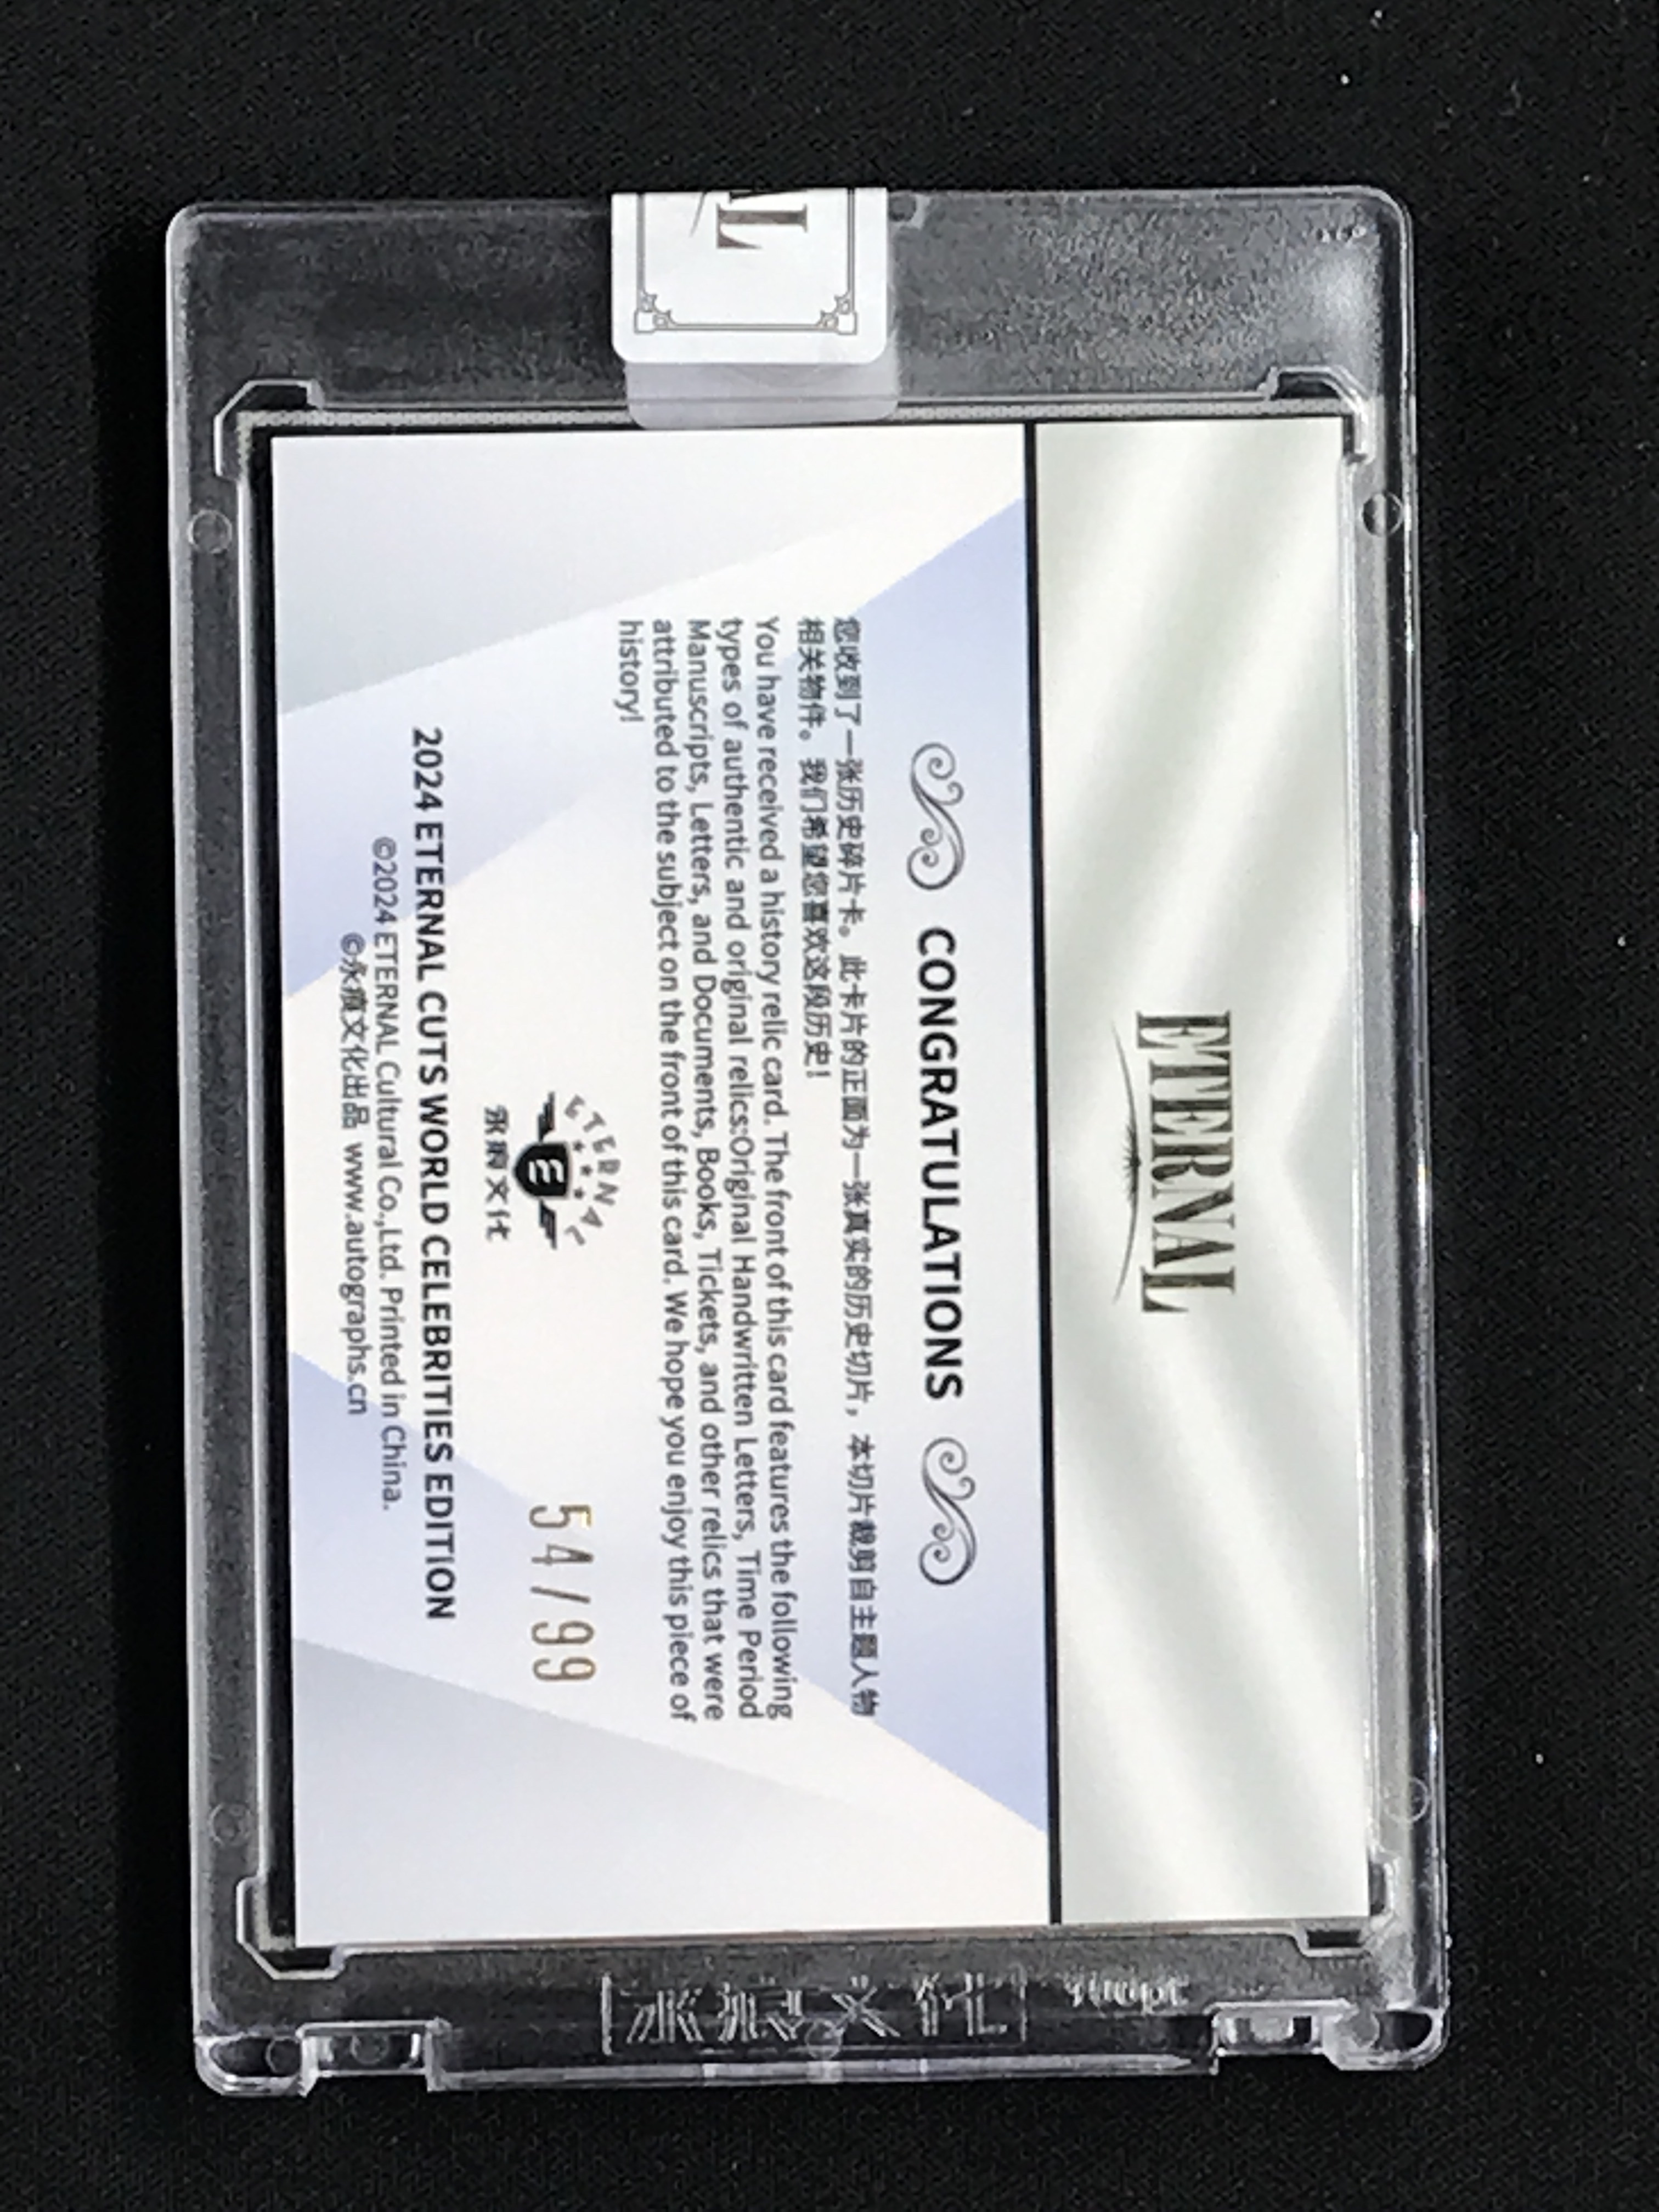 AL
ETERNAL
CONGRATULATIONS
您收到了一张历史碎片卡。此卡片的正面为一张真实的历史切片，本切片裁剪自主题人物
相关物件。我们希望您喜欢这段历史！
You have received a history relic card. The front of this card features the following
types of authentic and original relics:Original Handwritten Letters, Time Period
Manuscripts, Letters, and Documents, Books, Tickets, and other relics that were
attributed to the subject on the front of this card. We hope you enjoy this piece of
history!
ETERNAL
E
永痕文化
54/99
2024 ETERNAL CUTS WORLD CELEBRITIES EDITION
©2024 ETERNAL Cultural Co.,Ltd. Printed in China.
©永痕文化出品 www.autographs.cn
永痕文化